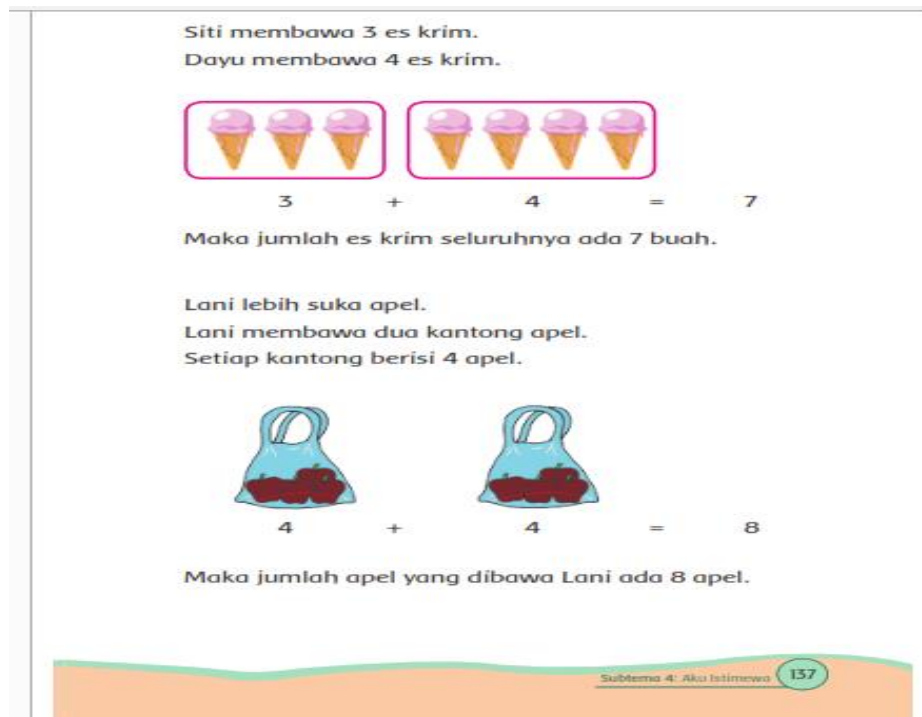 Siti membawa 3 es krim.
Dayu membawa 4 es krim.
3 + 4 = 7
Maka jumlah es krim seluruhnya ada 7 buah.
Lani lebih suka apel.
Lani membawa dua kantong apel.
Setiap kantong berisi 4 apel.
4 + 4 = 8
Maka jumlah apel yang dibawa Lani ada 8 apel.
Subtema 4: Aku Istimewa 137